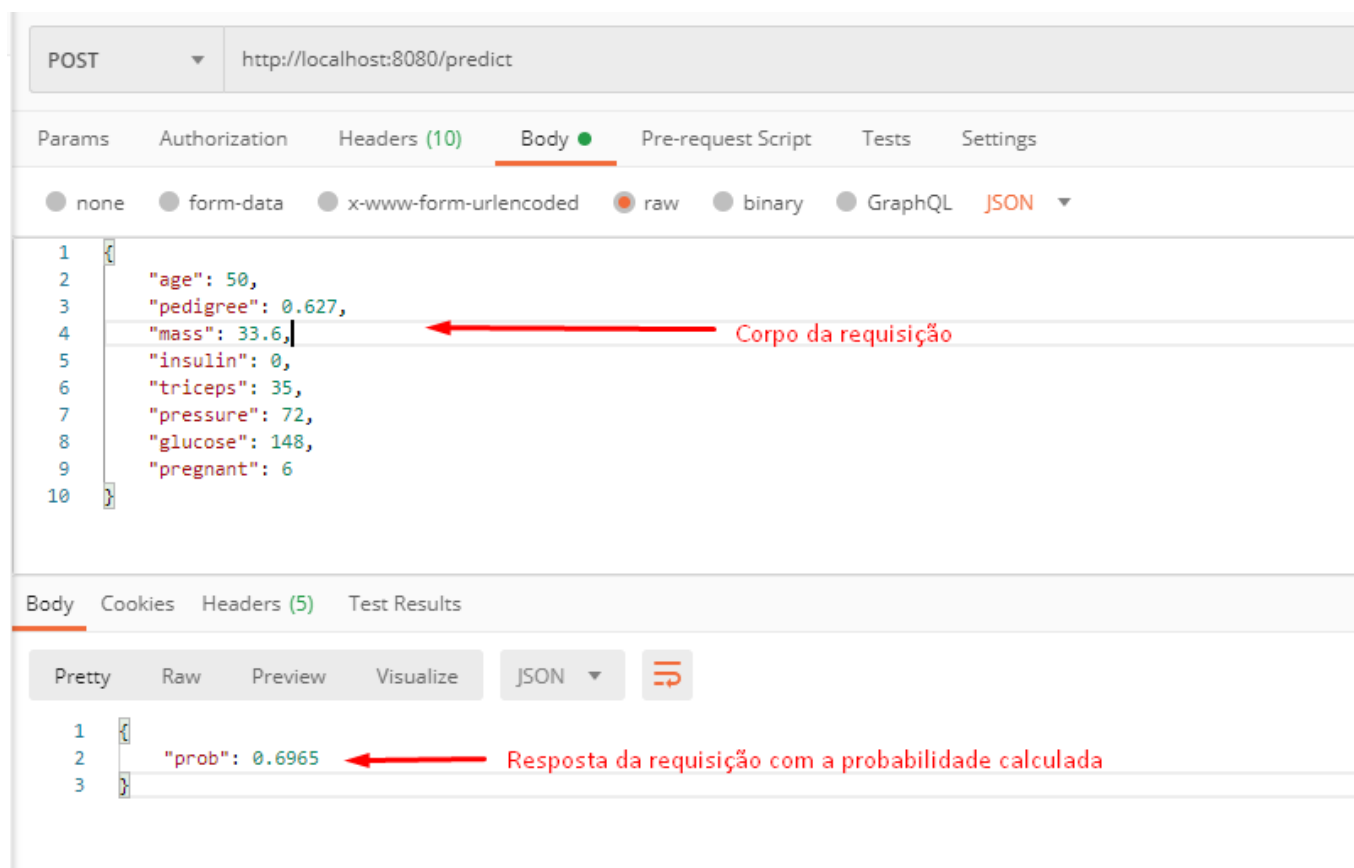 POST http://localhost:8080/predict
Params Authorization Headers (10) Body Pre-request Script Tests Settings
none form-data x-www-form-urlencoded raw binary GraphQL JSON
1 {
2 "age": 50,
3 "pedigree": 0.627,
4 "mass": 33.6, Corpo da requisição
5 "insulin": 0,
6 "triceps": 35,
7 "pressure": 72,
8 "glucose": 148,
9 "pregnant": 6
10 }
Body Cookies Headers (5) Test Results
Pretty Raw Preview Visualize JSON
1 {
2 "prob": 0.6965 Resposta da requisição com a probabilidade calculada
3 }